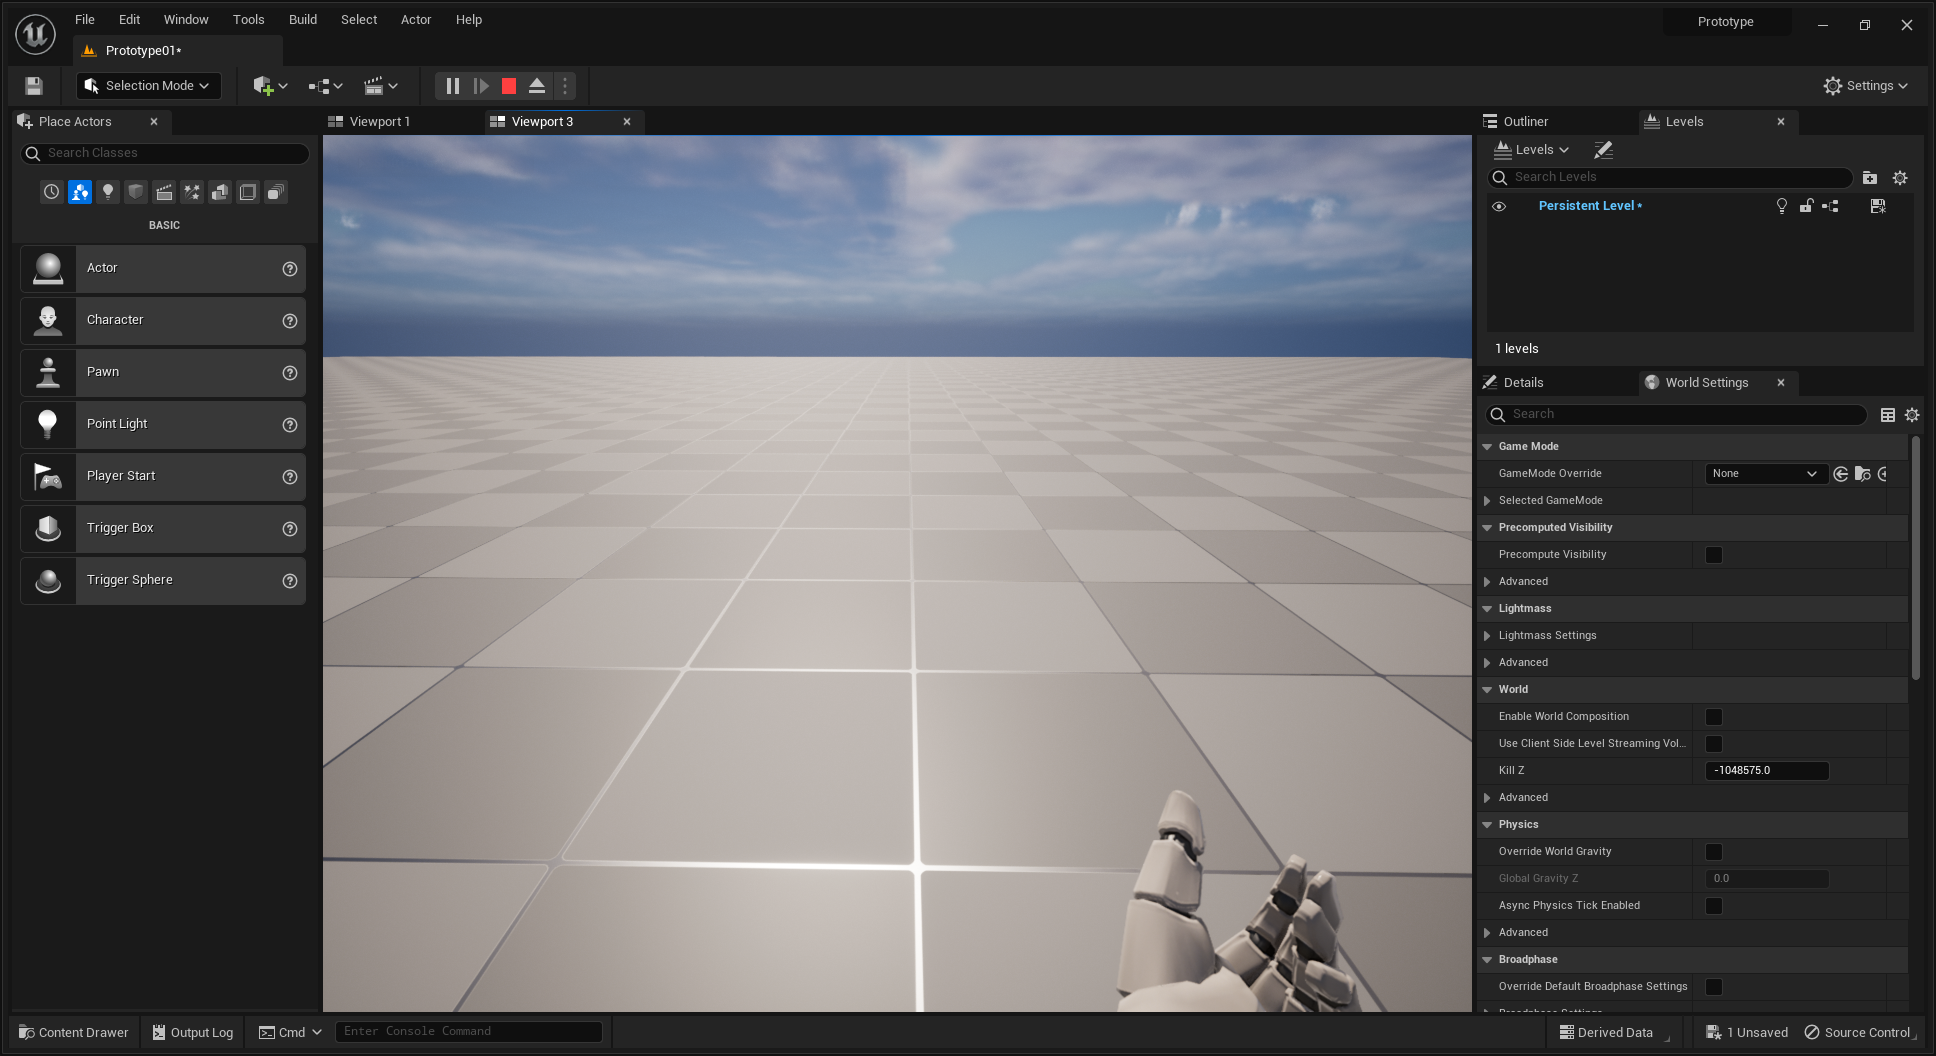 File Edit Window Tools Build Select Actor Help
Prototype
Prototype01*
Selection Mode
Settings
Place Actors
Viewport 1
Viewport 3
Outliner
Levels
Search Classes
Levels
Search Levels
BASIC
Persistent Level *
Actor
Character
Pawn
Point Light
Player Start
Trigger Box
Trigger Sphere
1 levels
Details
World Settings
Search
Game Mode
GameMode Override None
Selected GameMode
Precomputed Visibility
Precompute Visibility
Advanced
Lightmass
Lightmass Settings
Advanced
World
Enable World Composition
Use Client Side Level Streaming Vol...
Kill Z -1048575.0
Advanced
Physics
Override World Gravity
Global Gravity Z 0.0
Async Physics Tick Enabled
Advanced
Broadphase
Override Default Broadphase Settings
Broadphase Settings
Content Drawer
Output Log
Cmd
Enter Console Command
Derived Data
1 Unsaved
Source Control